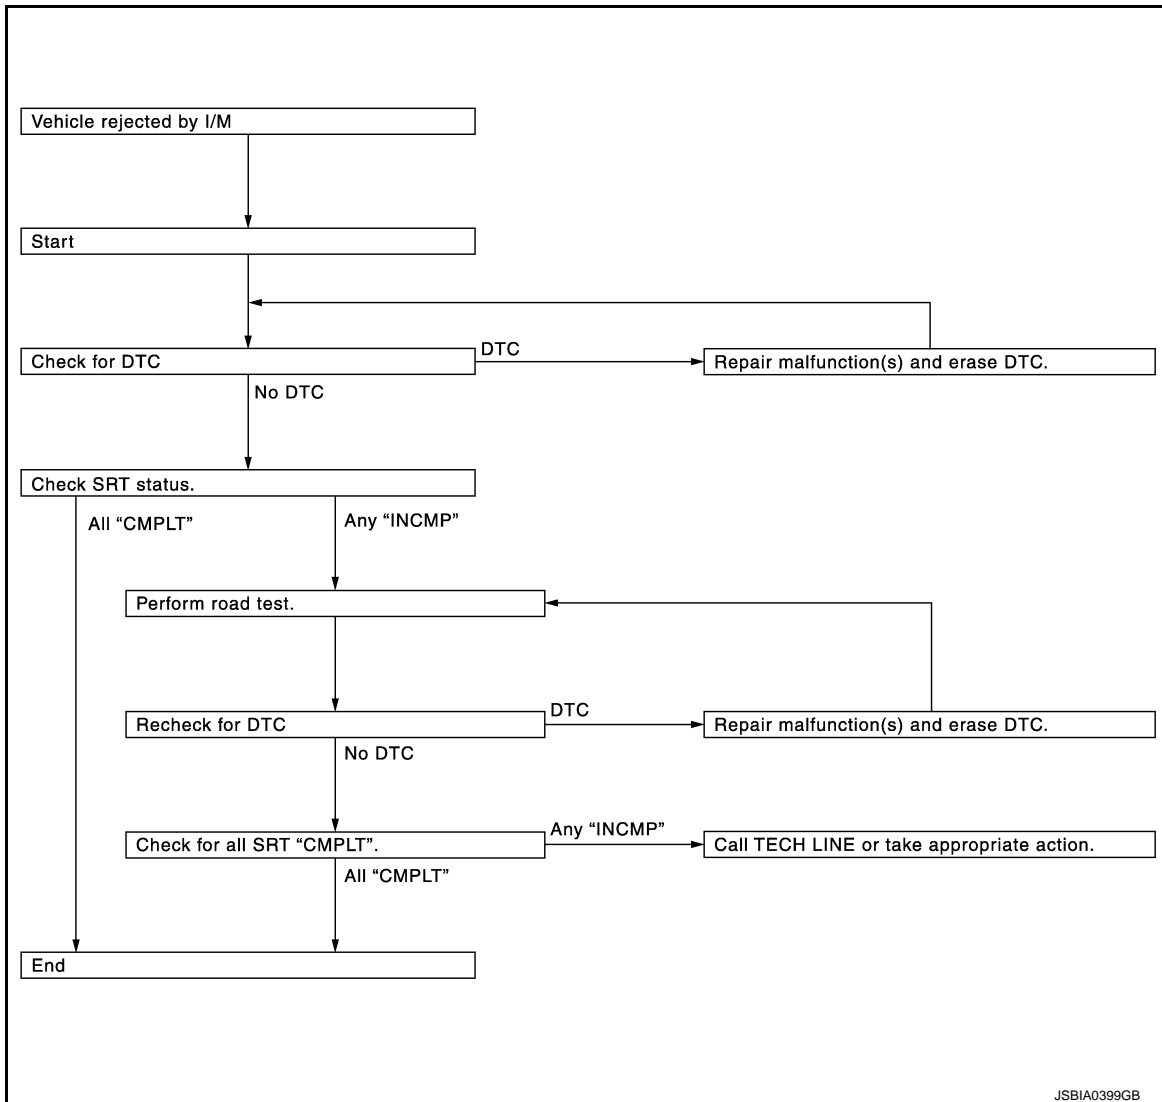 Vehicle rejected by I/M
Start
Check for DTC
DTC
Repair malfunction(s) and erase DTC.
No DTC
Check SRT status.
All “CMPLT”
Any “INCMP”
Perform road test.
Recheck for DTC
DTC
Repair malfunction(s) and erase DTC.
No DTC
Check for all SRT “CMPLT”.
Any “INCMP”
Call TECH LINE or take appropriate action.
All “CMPLT”
End
JSBIA0399GB